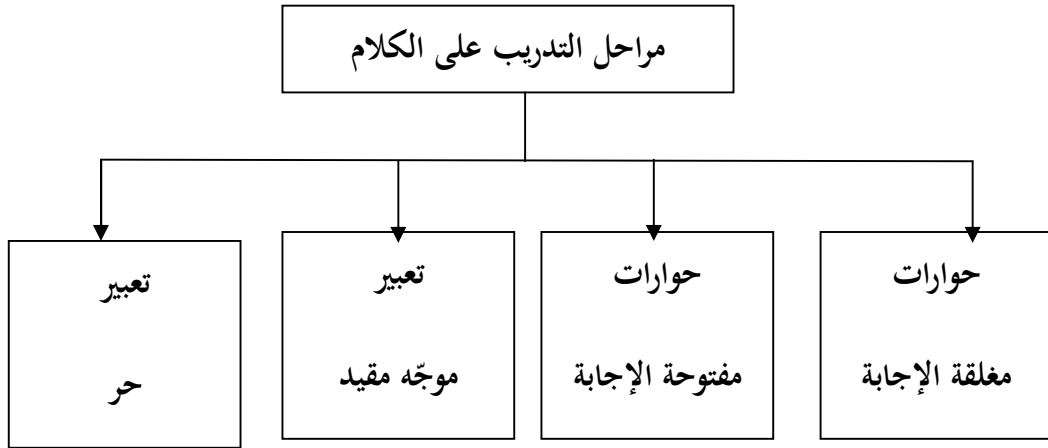 مراحل التدريب على الكلام
حوارات
مغلقة الإجابة
حوارات
مفتوحة الإجابة
تعبير
موجّه مقيد
تعبير
حر